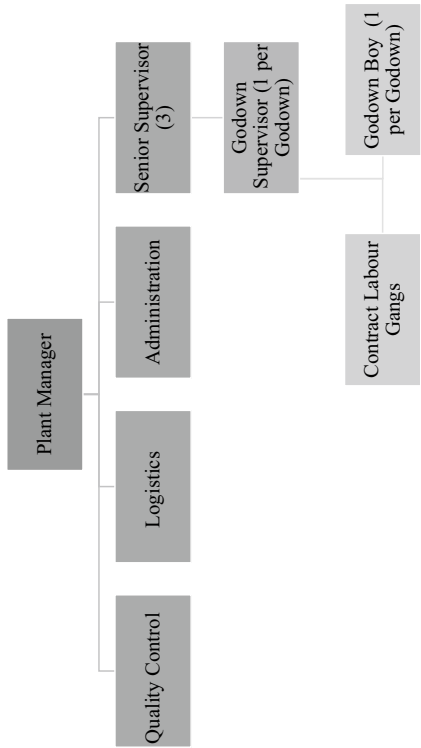 Plant Manager
Quality Control
Logistics
Administration
Senior Supervisor
(3)
Godown
Supervisor (1 per
Godown)
Contract Labour
Gangs
Godown Boy (1
per Godown)